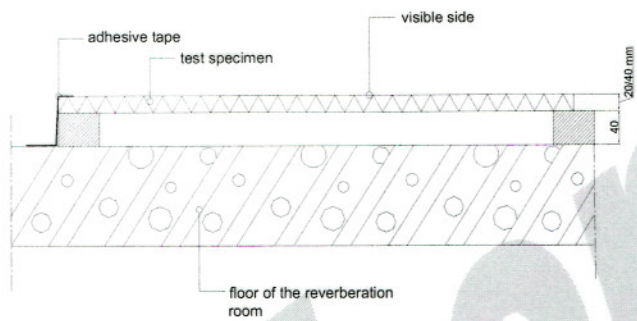 visible side
adhesive tape
test specimen
20/40 mm
40
floor of the reverberation
room